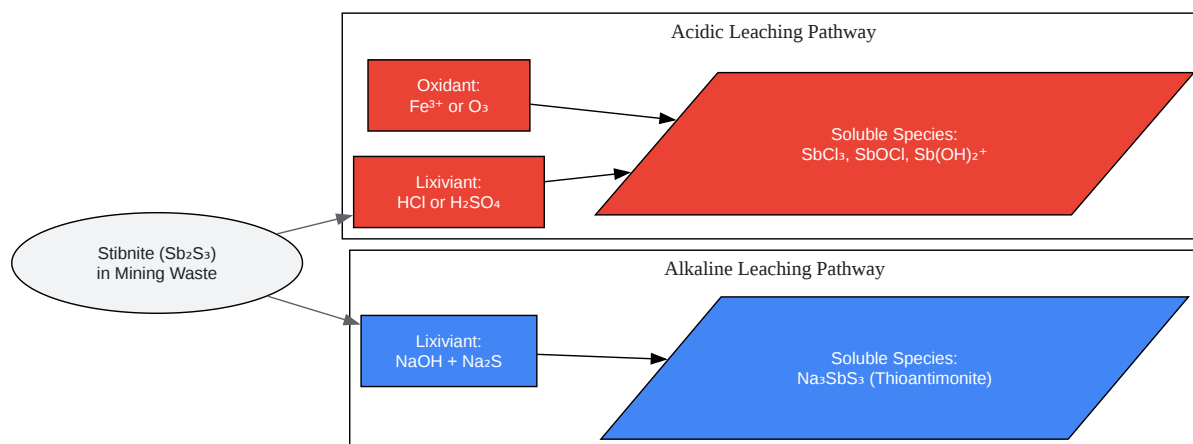 Acidic Leaching Pathway
Oxidant:
Fe³⁺ or O₃
Soluble Species:
SbCl₃, SbOCl, Sb(OH)₂⁺
Lixiviant:
HCl or H₂SO₄
Stibnite (Sb₂S₃)
in Mining Waste
Alkaline Leaching Pathway
Lixiviant:
NaOH + Na₂S
Soluble Species:
Na₃SbS₃ (Thioantimonite)